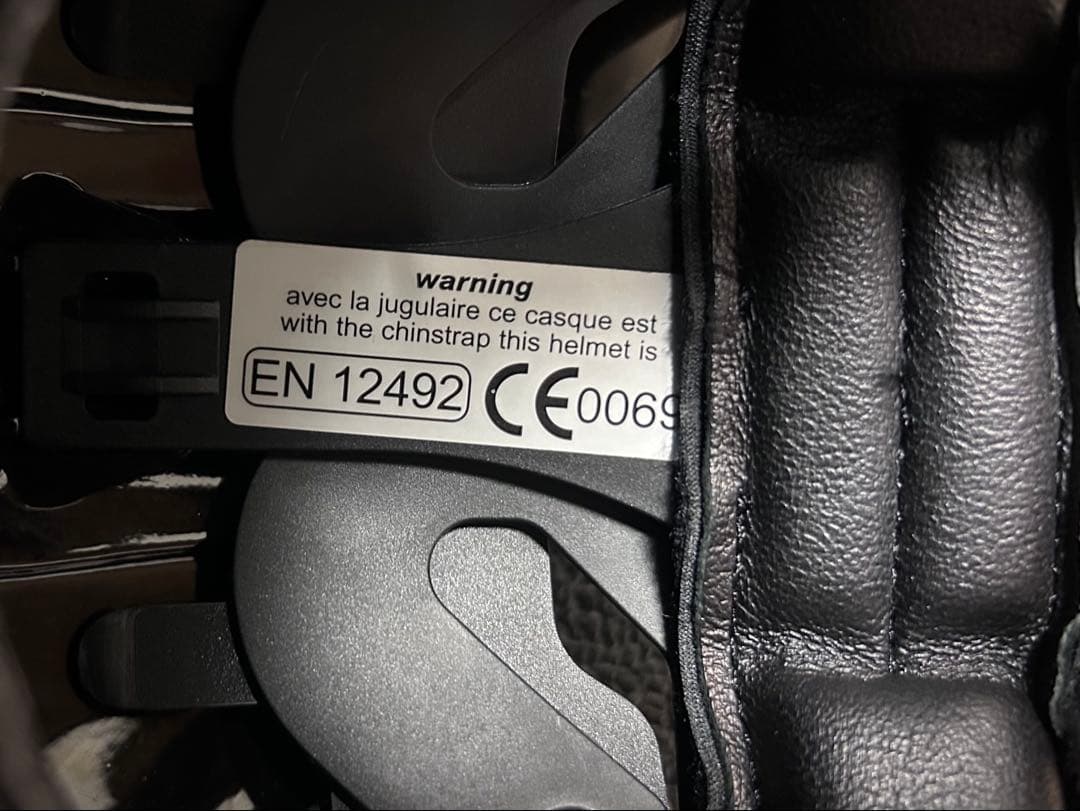 warning
avec la jugulaire ce casque est
with the chinstrap this helmet is
EN 12492 CE0069